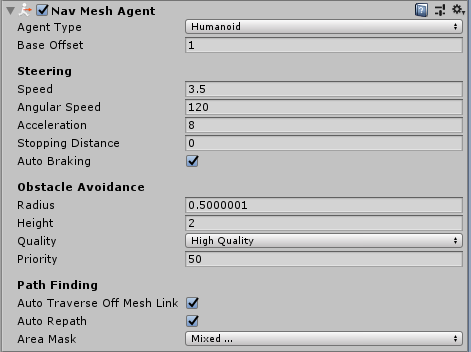 Nav Mesh Agent
Agent Type Humanoid
Base Offset 1
Steering
Speed 3.5
Angular Speed 120
Acceleration 8
Stopping Distance 0
Auto Braking
Obstacle Avoidance
Radius 0.5000001
Height 2
Quality High Quality
Priority 50
Path Finding
Auto Traverse Off Mesh Link
Auto Repath
Area Mask Mixed ...